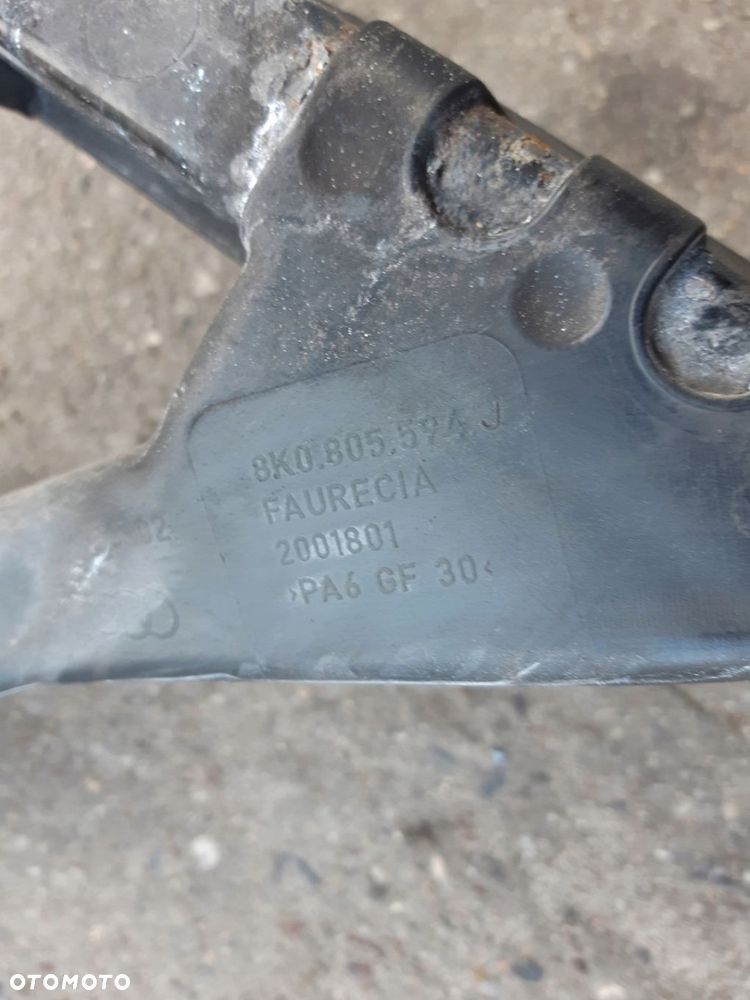 8K0.805.594 J
FAURECIA
2001801
>PA6 GF 30<
OTOMOTO